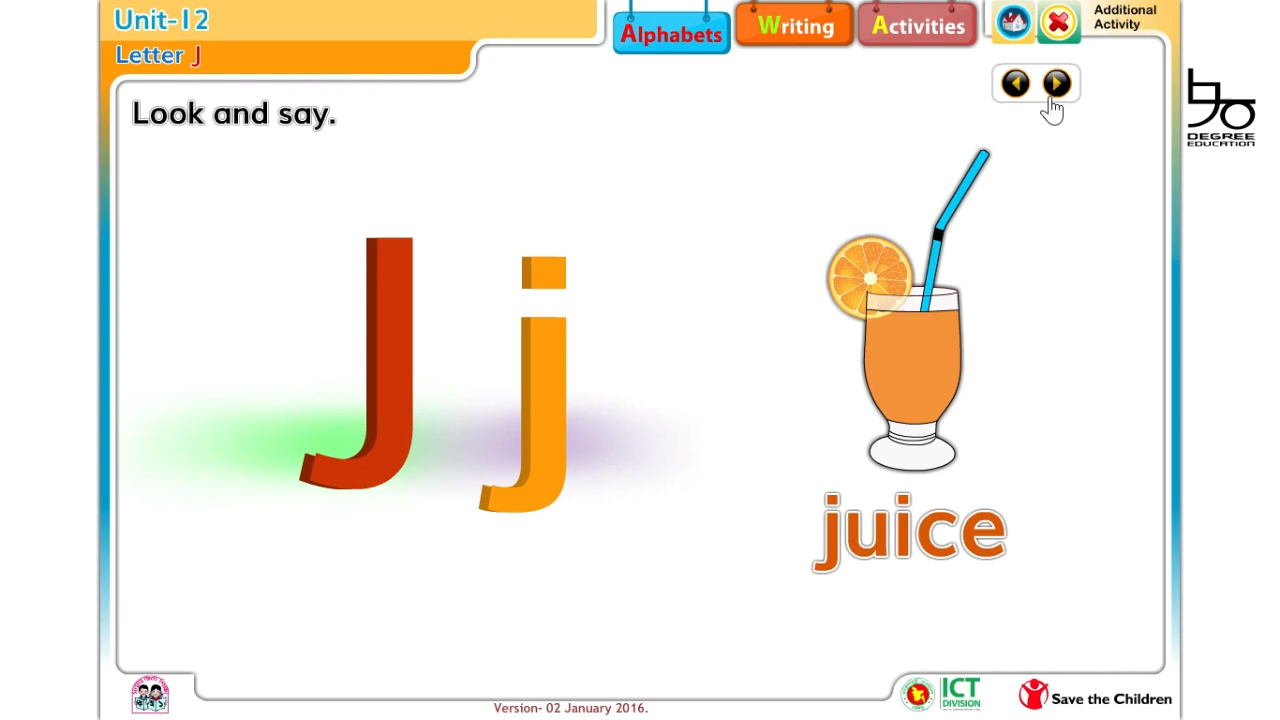 Unit-12
Letter J
Alphabets
Writing
Activities
Additional
Activity
Look and say.
DEGREE
EDUCATION
J j
juice
Version- 02 January 2016.
ICT
DIVISION
Save the Children